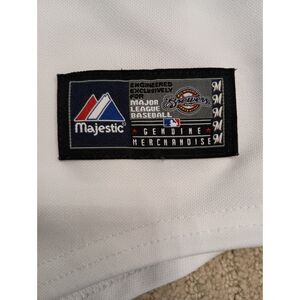 Majestic
ENGINEERED
EXCLUSIVELY
FOR
MAJOR
LEAGUE
BASEBALL
Brewers
GENUINE
MERCHANDISE
M
M
M
M
M